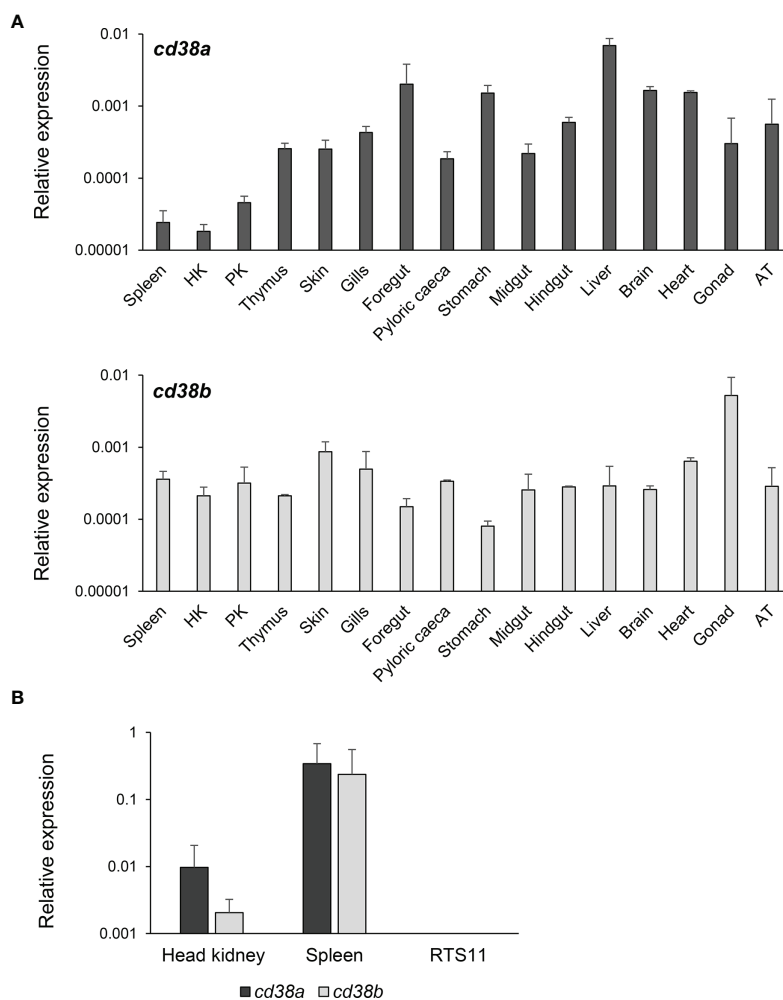 A
cd38a
Relative expression
0.01
0.001
0.0001
0.00001
Spleen
HK
PK
Thymus
Skin
Gills
Foregut
Pyloric caeca
Stomach
Midgut
Hindgut
Liver
Brain
Heart
Gonad
AT
cd38b
Relative expression
0.01
0.001
0.0001
0.00001
Spleen
HK
PK
Thymus
Skin
Gills
Foregut
Pyloric caeca
Stomach
Midgut
Hindgut
Liver
Brain
Heart
Gonad
AT
B
Relative expression
1
0.1
0.01
0.001
Head kidney Spleen RTS11
cd38a cd38b